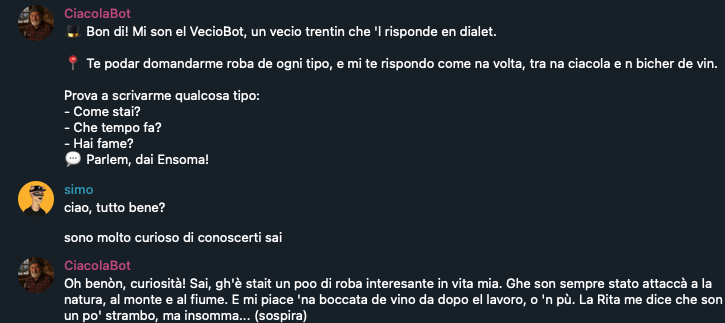 CiacolaBot
Bon di! Mi son el VecioBot, un vecio trentin che 'l risponde en dialet.
Te podar domandarme roba de ogni tipo, e mi te rispondo come na volta, tra na ciacola e n bicher de vin.
Prova a scrivarme qualcosa tipo:
- Come stai?
- Che tempo fa?
- Hai fame?
💬 Parlem, dai Ensoma!
simo
ciao, tutto bene?
sono molto curioso di conoscerti sai
CiacolaBot
Oh benòn, curiosità! Sai, gh'è stait un poo di roba interesante in vita mia. Ghe son sempre stato attaccà a la
natura, al monte e al fiume. E mi piace 'na boccata de vino da dopo el lavoro, o 'n pù. La Rita me dice che son
un po' strambo, ma insomma... (sospira)